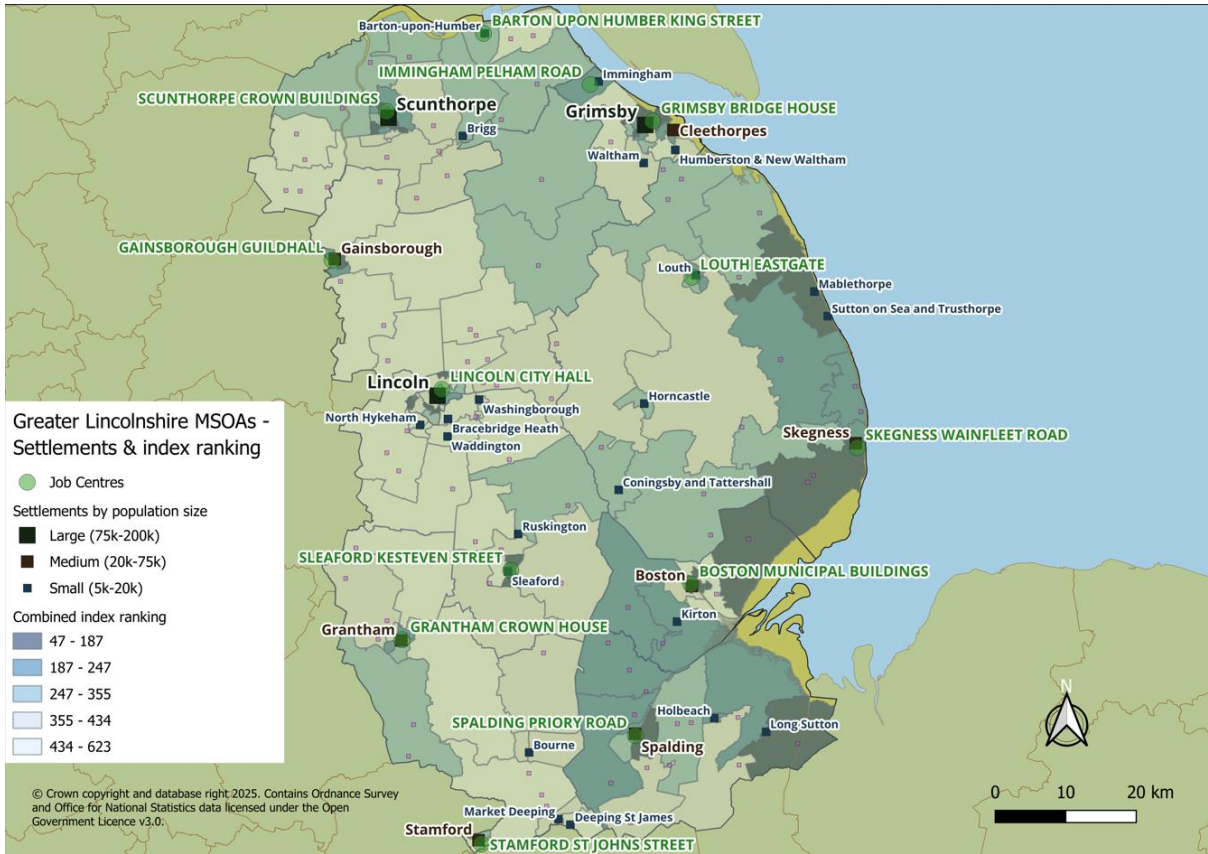 Barton-upon-Humber
BARTON UPON HUMBER KING STREET
IMMINGHAM PELHAM ROAD
Immingham
SCUNTHORPE CROWN BUILDINGS
Scunthorpe
Grimsby
GRIMSBY BRIDGE HOUSE
Cleethorpes
Brigg
Waltham
Humberston & New Waltham
GAINSBOROUGH GUILDHALL
Gainsborough
Louth
LOUTH EASTGATE
Mablethorpe
Sutton on Sea and Trusthorpe
Lincoln
LINCOLN CITY HALL
Washingborough
North Hykeham
Bracebridge Heath
Waddington
Horncastle
Skegness
SKEGNESS WAINFLEET ROAD
Coningsby and Tattershall
Ruskington
SLEAFORD KESTEVEN STREET
Sleaford
Boston
BOSTON MUNICIPAL BUILDINGS
Kirton
Grantham
GRANTHAM CROWN HOUSE
SPALDING PRIORY ROAD
Holbeach
Long Sutton
Spalding
Bourne
Market Deeping
Deeping St James
Stamford
STAMFORD ST JOHNS STREET
Greater Lincolnshire MSOAs -
Settlements & index ranking
Job Centres
Settlements by population size
Large (75k-200k)
Medium (20k-75k)
Small (5k-20k)
Combined index ranking
47 - 187
187 - 247
247 - 355
355 - 434
434 - 623
© Crown copyright and database right 2025. Contains Ordnance Survey
and Office for National Statistics data licensed under the Open
Government Licence v3.0.
N
0 10 20 km